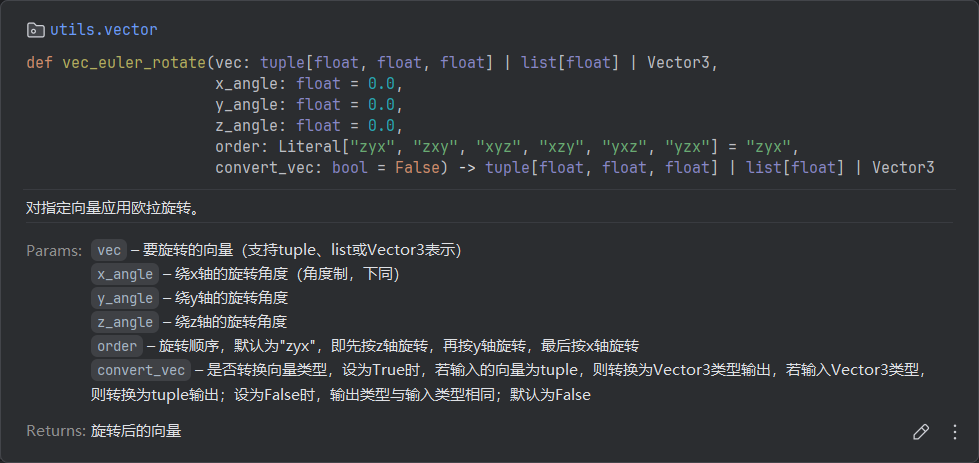 utils.vector
def vec_euler_rotate(vec: tuple[float, float, float] | list[float] | Vector3,
x_angle: float = 0.0,
y_angle: float = 0.0,
z_angle: float = 0.0,
order: Literal["zyx", "zxy", "xyz", "xzy", "yxz", "yzx"] = "zyx",
convert_vec: bool = False) -> tuple[float, float, float] | list[float] | Vector3
对指定向量应用欧拉旋转。
Params: vec – 要旋转的向量（支持tuple、list或Vector3表示）
x_angle – 绕x轴的旋转角度（角度制，下同）
y_angle – 绕y轴的旋转角度
z_angle – 绕z轴的旋转角度
order – 旋转顺序，默认为"zyx"，即先按z轴旋转，再按y轴旋转，最后按x轴旋转
convert_vec – 是否转换向量类型，设为True时，若输入的向量为tuple，则转换为Vector3类型输出，若输入Vector3类型，
则转换为tuple输出；设为False时，输出类型与输入类型相同；默认为False
Returns: 旋转后的向量